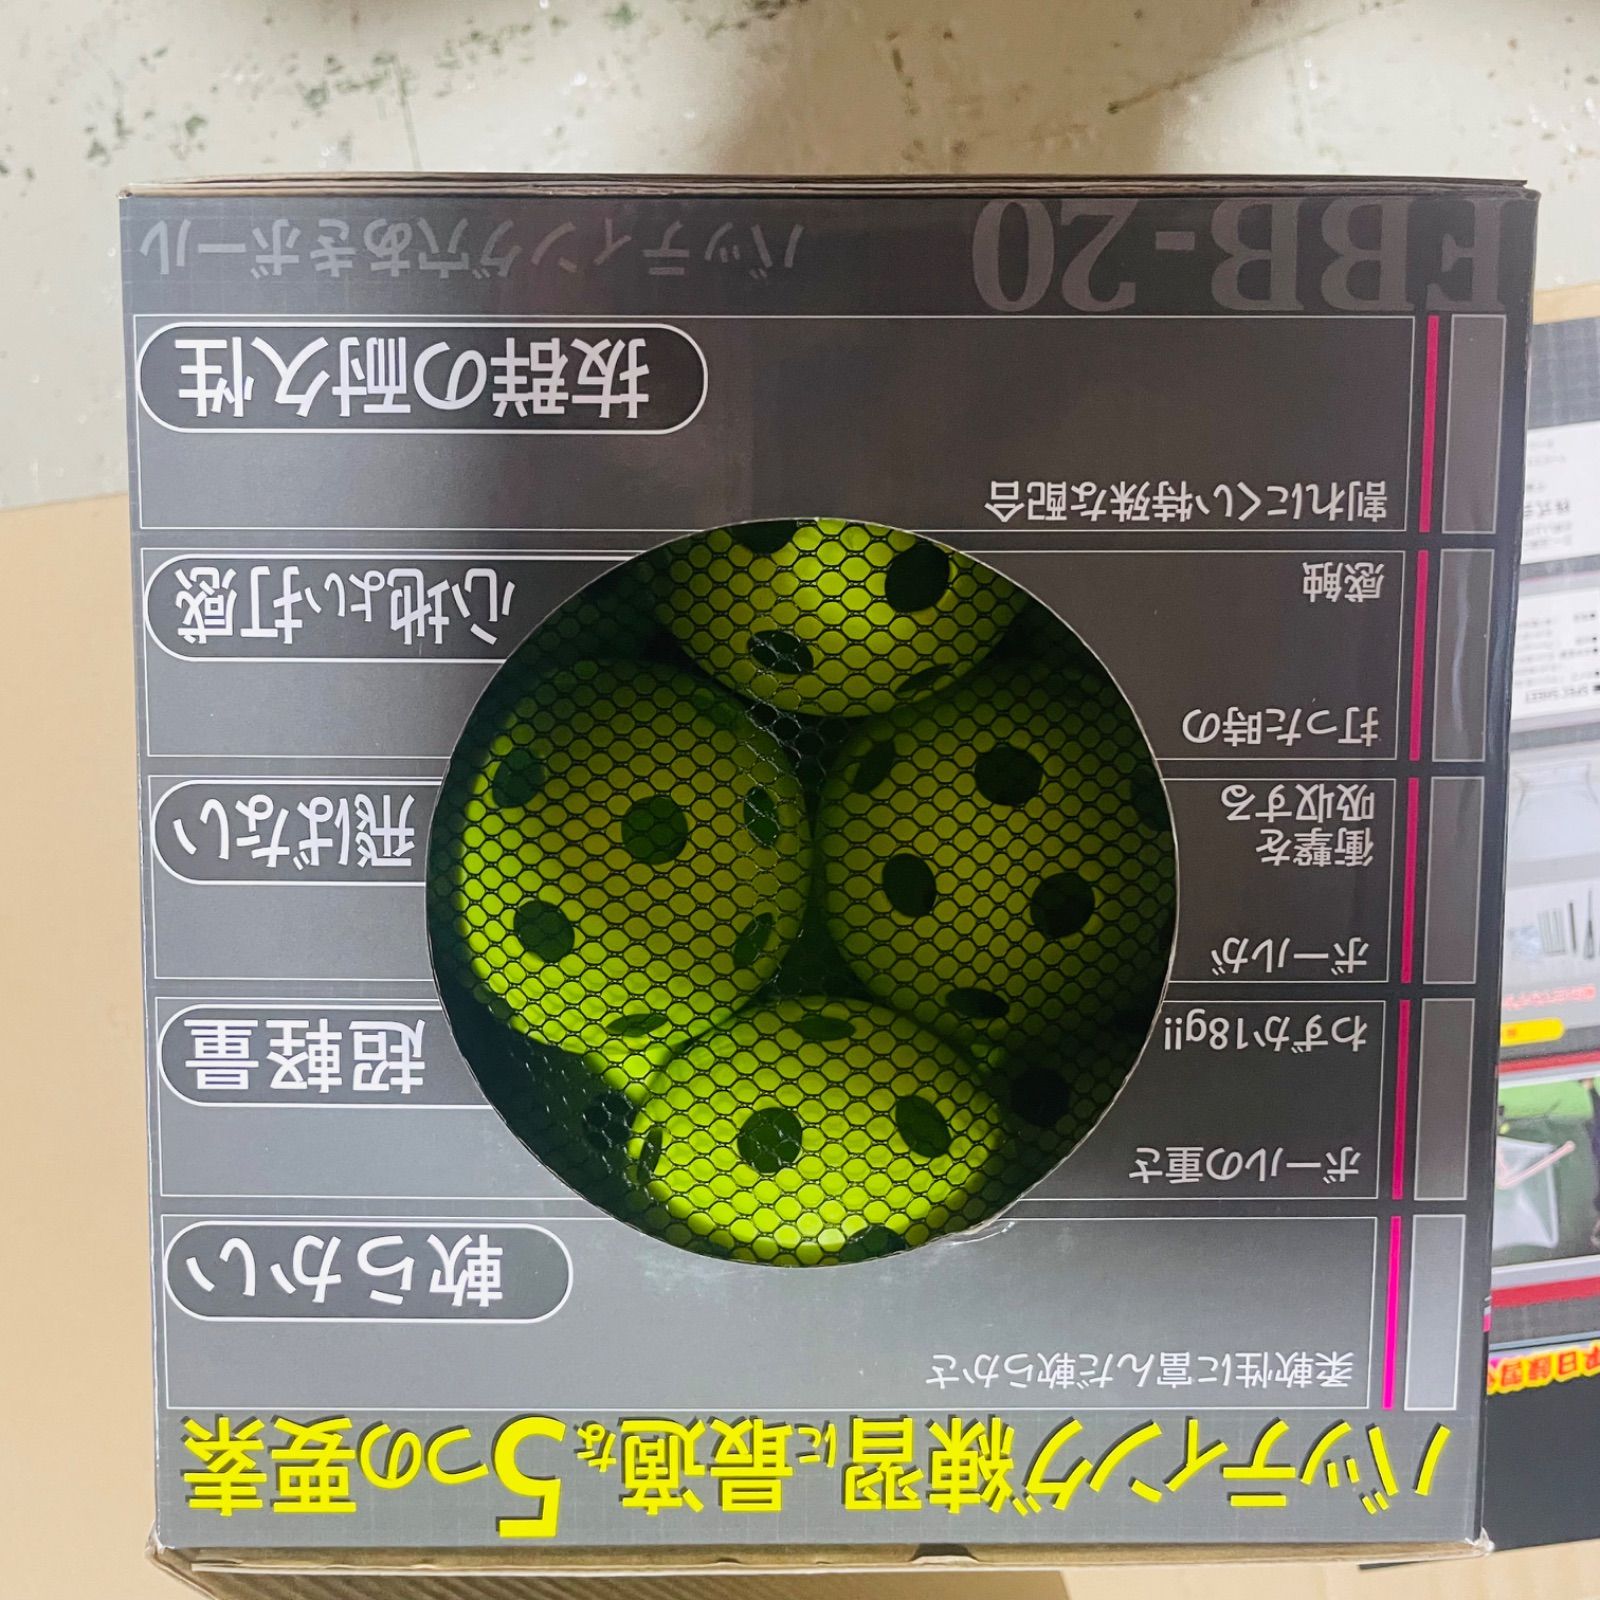 バッティング練習に最適な5つの要素
柔軟性に富んだ軟らかさ
軟らかい
ボールの重さ
わずか18g!!
超軽量
ボールが
衝撃を
吸収する
飛ばない
打った時の
感触
心地よい打感
割れにくい特殊な配合
抜群の耐久性
FBB-20
バッティング穴あきボール